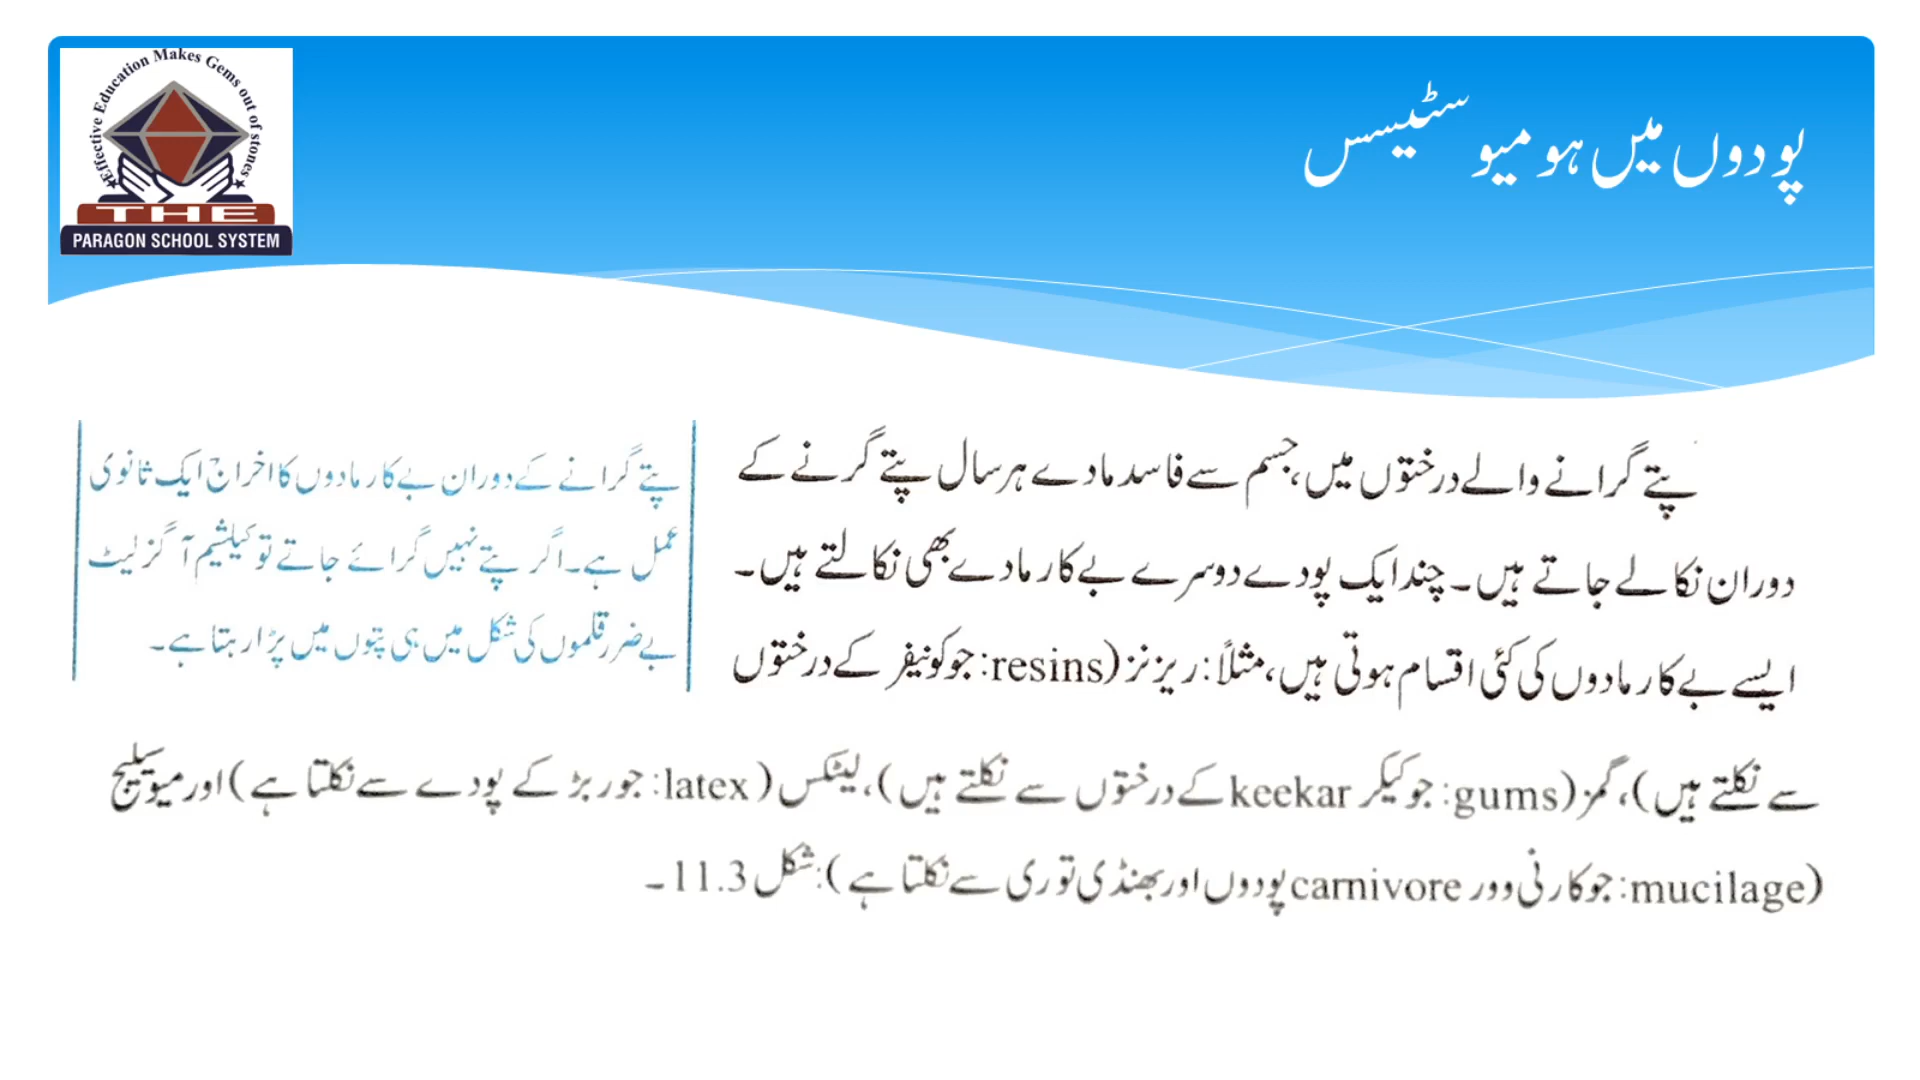 Effective Education Makes Gems out of stones
THE
PARAGON SCHOOL SYSTEM
پودوں میں ہومیوسٹیسس
پتے گرانے والے درختوں میں، جسم سے فاسد مادے ہر سال پتے گرنے کے
دوران نکالے جاتے ہیں۔ چند ایک پودے دوسرے بے کار مادے بھی نکالتے ہیں۔
ایسے بے کار مادوں کی کئی اقسام ہوتی ہیں، مثلاً: ریزنز (resins: جو کونیفر کے درختوں
سے نکلتے ہیں)، گمز (gums: جو کیکر keekar کے درختوں سے نکلتے ہیں)، لیٹکس (latex: جو ربڑ کے پودے سے نکلتا ہے) اور میوسیلیج
(mucilage: جو کارنی وور carnivore پودوں اور بھنڈی توری سے نکلتا ہے): شکل 11.3۔
پتے گرانے کے دوران بے کار مادوں کا اخراج ایک ثانوی
عمل ہے۔ اگر پتے نہیں گرائے جاتے تو کیلشیم آگزلیٹ
بے ضرر قلموں کی شکل میں ہی پتوں میں پڑا رہتا ہے۔